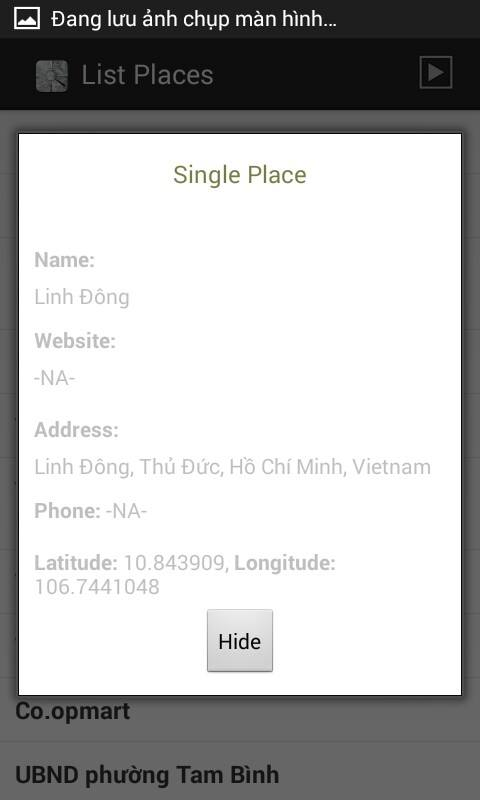 Đang lưu ảnh chụp màn hình...
List Places
Single Place
Name:
Linh Đông
Website:
-NA-
Address:
Linh Đông, Thủ Đức, Hồ Chí Minh, Vietnam
Phone: -NA-
Latitude: 10.843909, Longitude:
106.7441048
Hide
Co.opmart
UBND phường Tam Bình